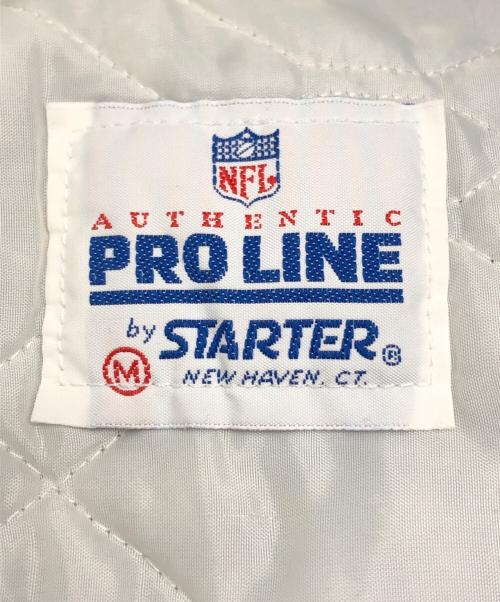 NFL
AUTHENTIC
PRO LINE
by STARTER®
M NEW HAVEN, CT.